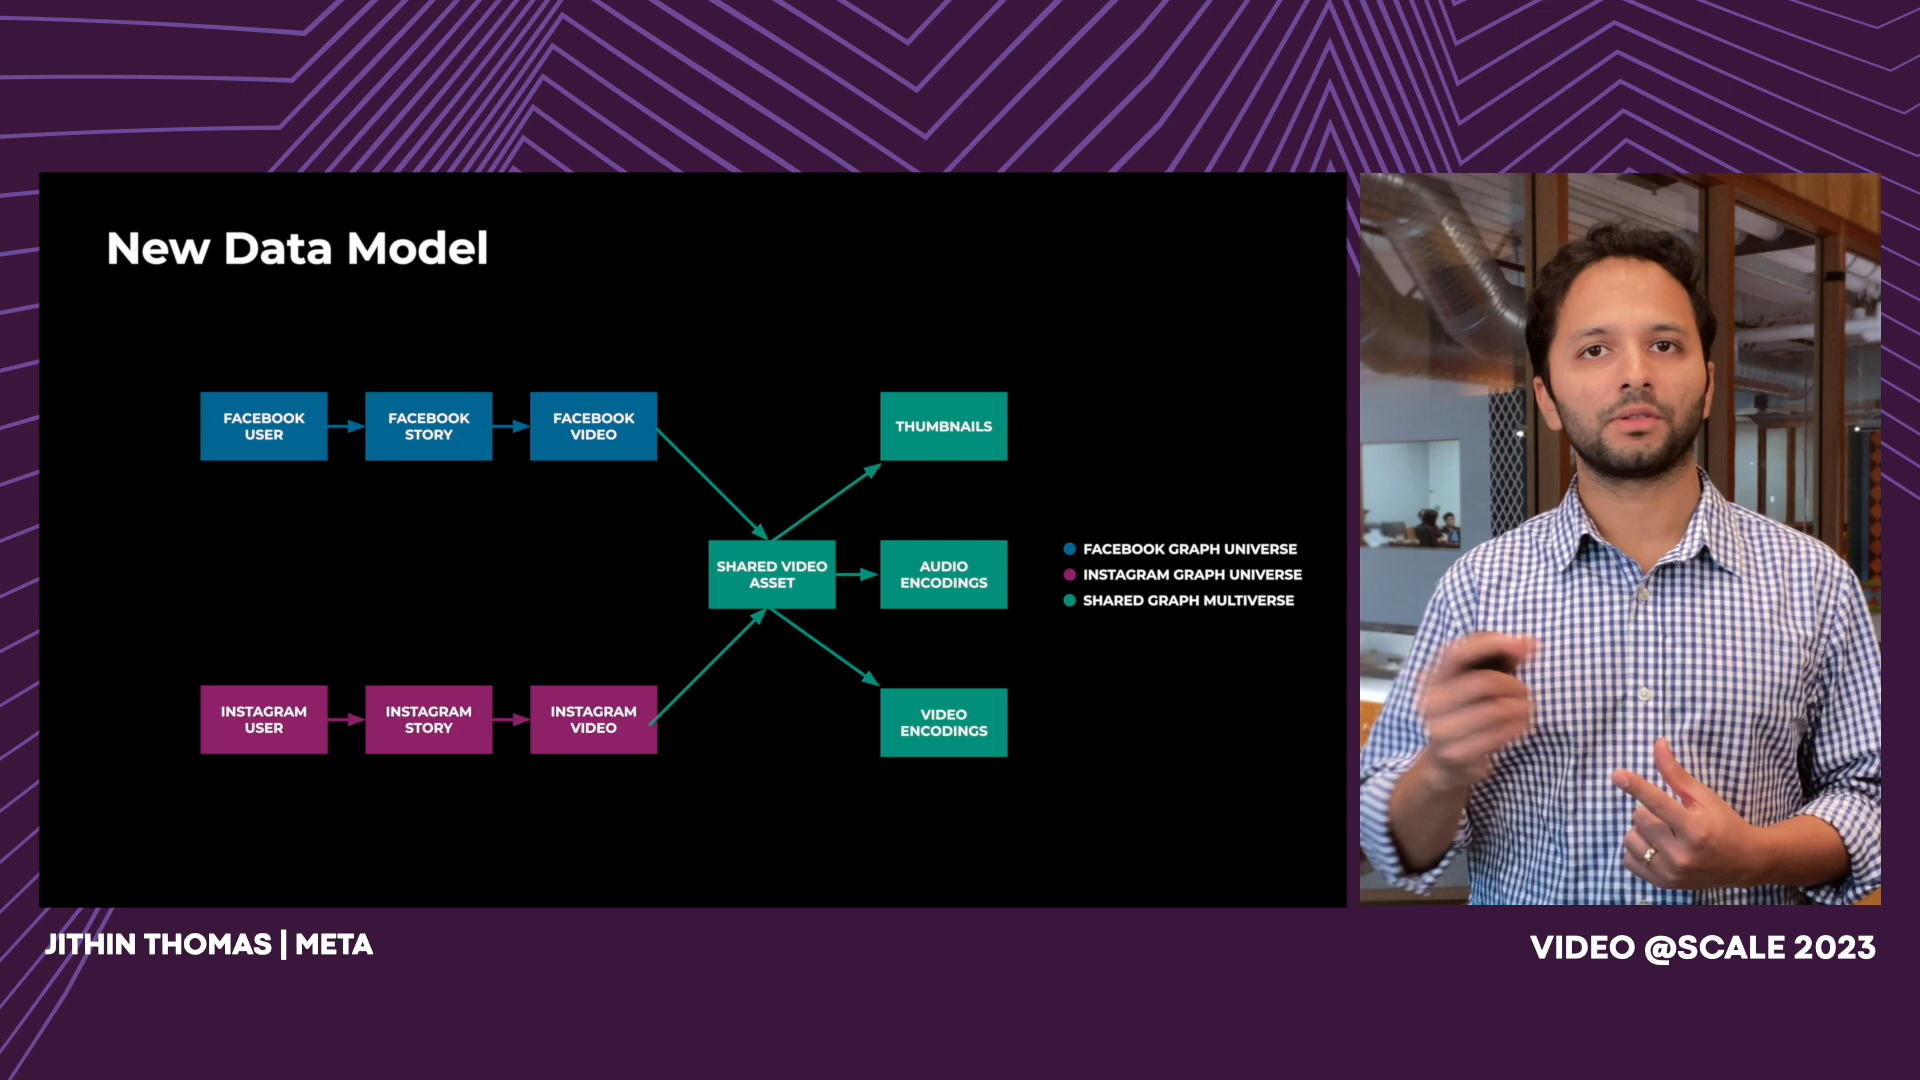 New Data Model
FACEBOOK
USER
FACEBOOK
STORY
FACEBOOK
VIDEO
THUMBNAILS
SHARED VIDEO
ASSET
AUDIO
ENCODINGS
FACEBOOK GRAPH UNIVERSE
INSTAGRAM GRAPH UNIVERSE
SHARED GRAPH MULTIVERSE
INSTAGRAM
USER
INSTAGRAM
STORY
INSTAGRAM
VIDEO
VIDEO
ENCODINGS
JITHIN THOMAS | META
VIDEO @SCALE 2023